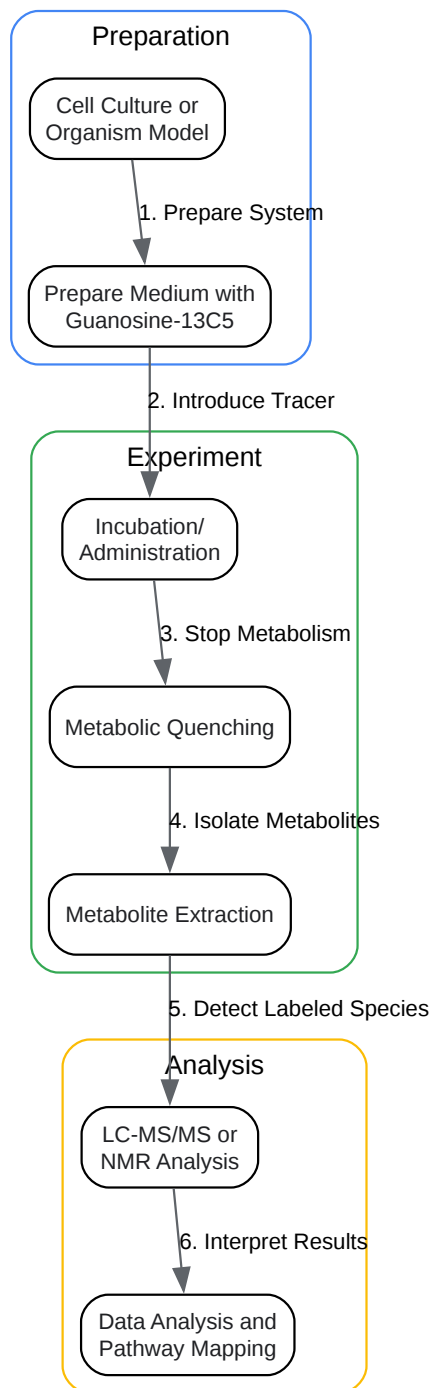 Preparation
Cell Culture or
Organism Model
1. Prepare System
Prepare Medium with
Guanosine-13C5
2. Introduce Tracer
Experiment
Incubation/
Administration
3. Stop Metabolism
Metabolic Quenching
4. Isolate Metabolites
Metabolite Extraction
5. Detect Labeled Species
Analysis
LC-MS/MS or
NMR Analysis
6. Interpret Results
Data Analysis and
Pathway Mapping